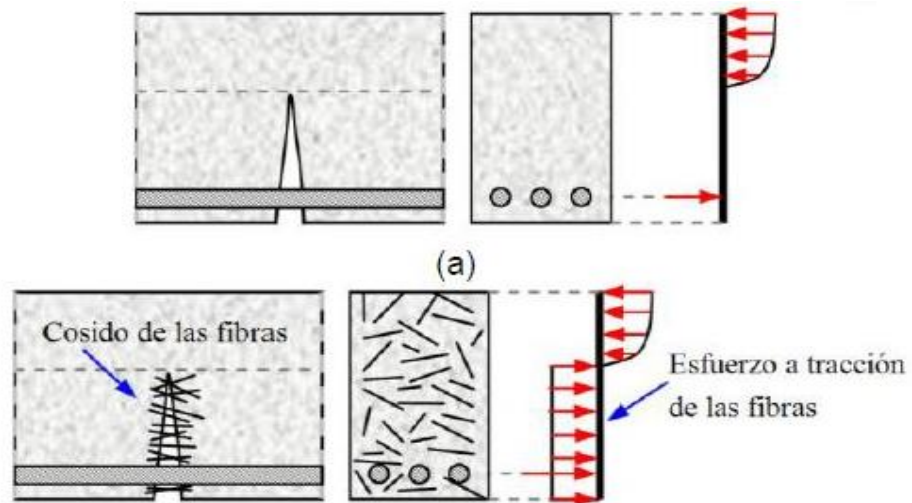 (a)
Cosido de las fibras
Esfuerzo a tracción
de las fibras